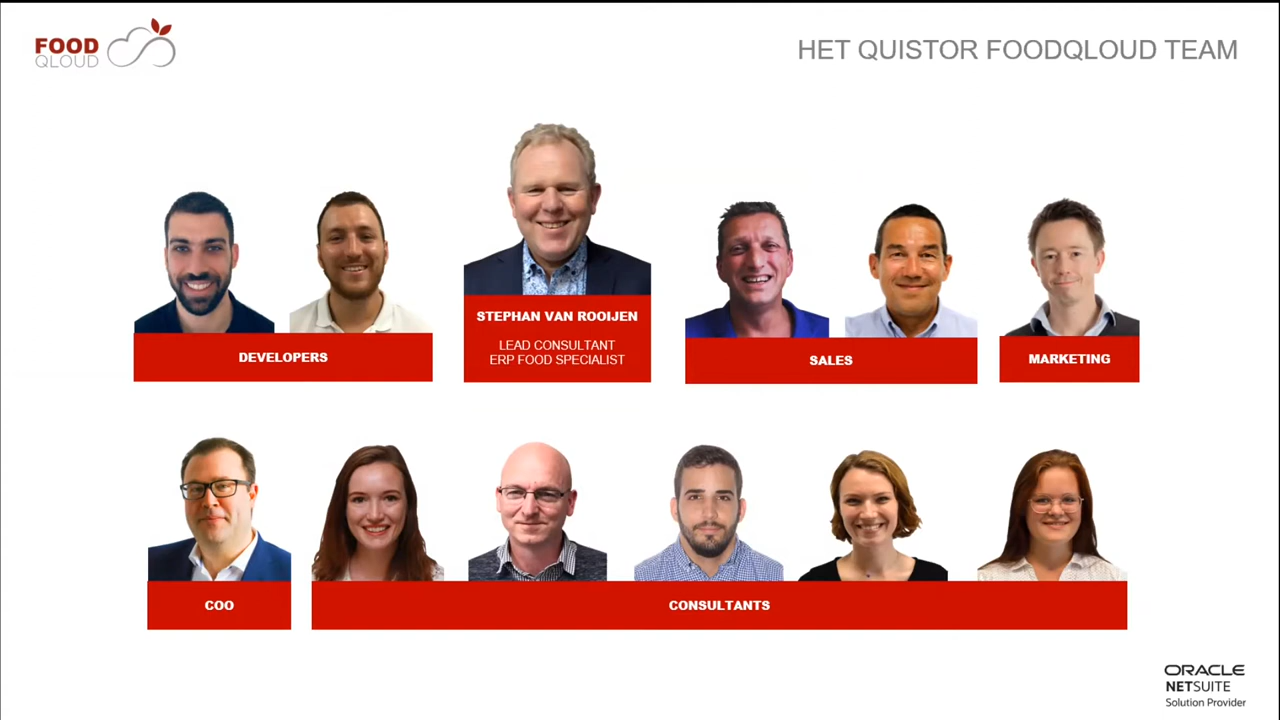 FOOD
QLOUD
HET QUISTOR FOODQLOUD TEAM
STEPHAN VAN ROOIJEN
LEAD CONSULTANT
ERP FOOD SPECIALIST
DEVELOPERS
SALES
MARKETING
COO
CONSULTANTS
ORACLE
NETSUITE
Solution Provider